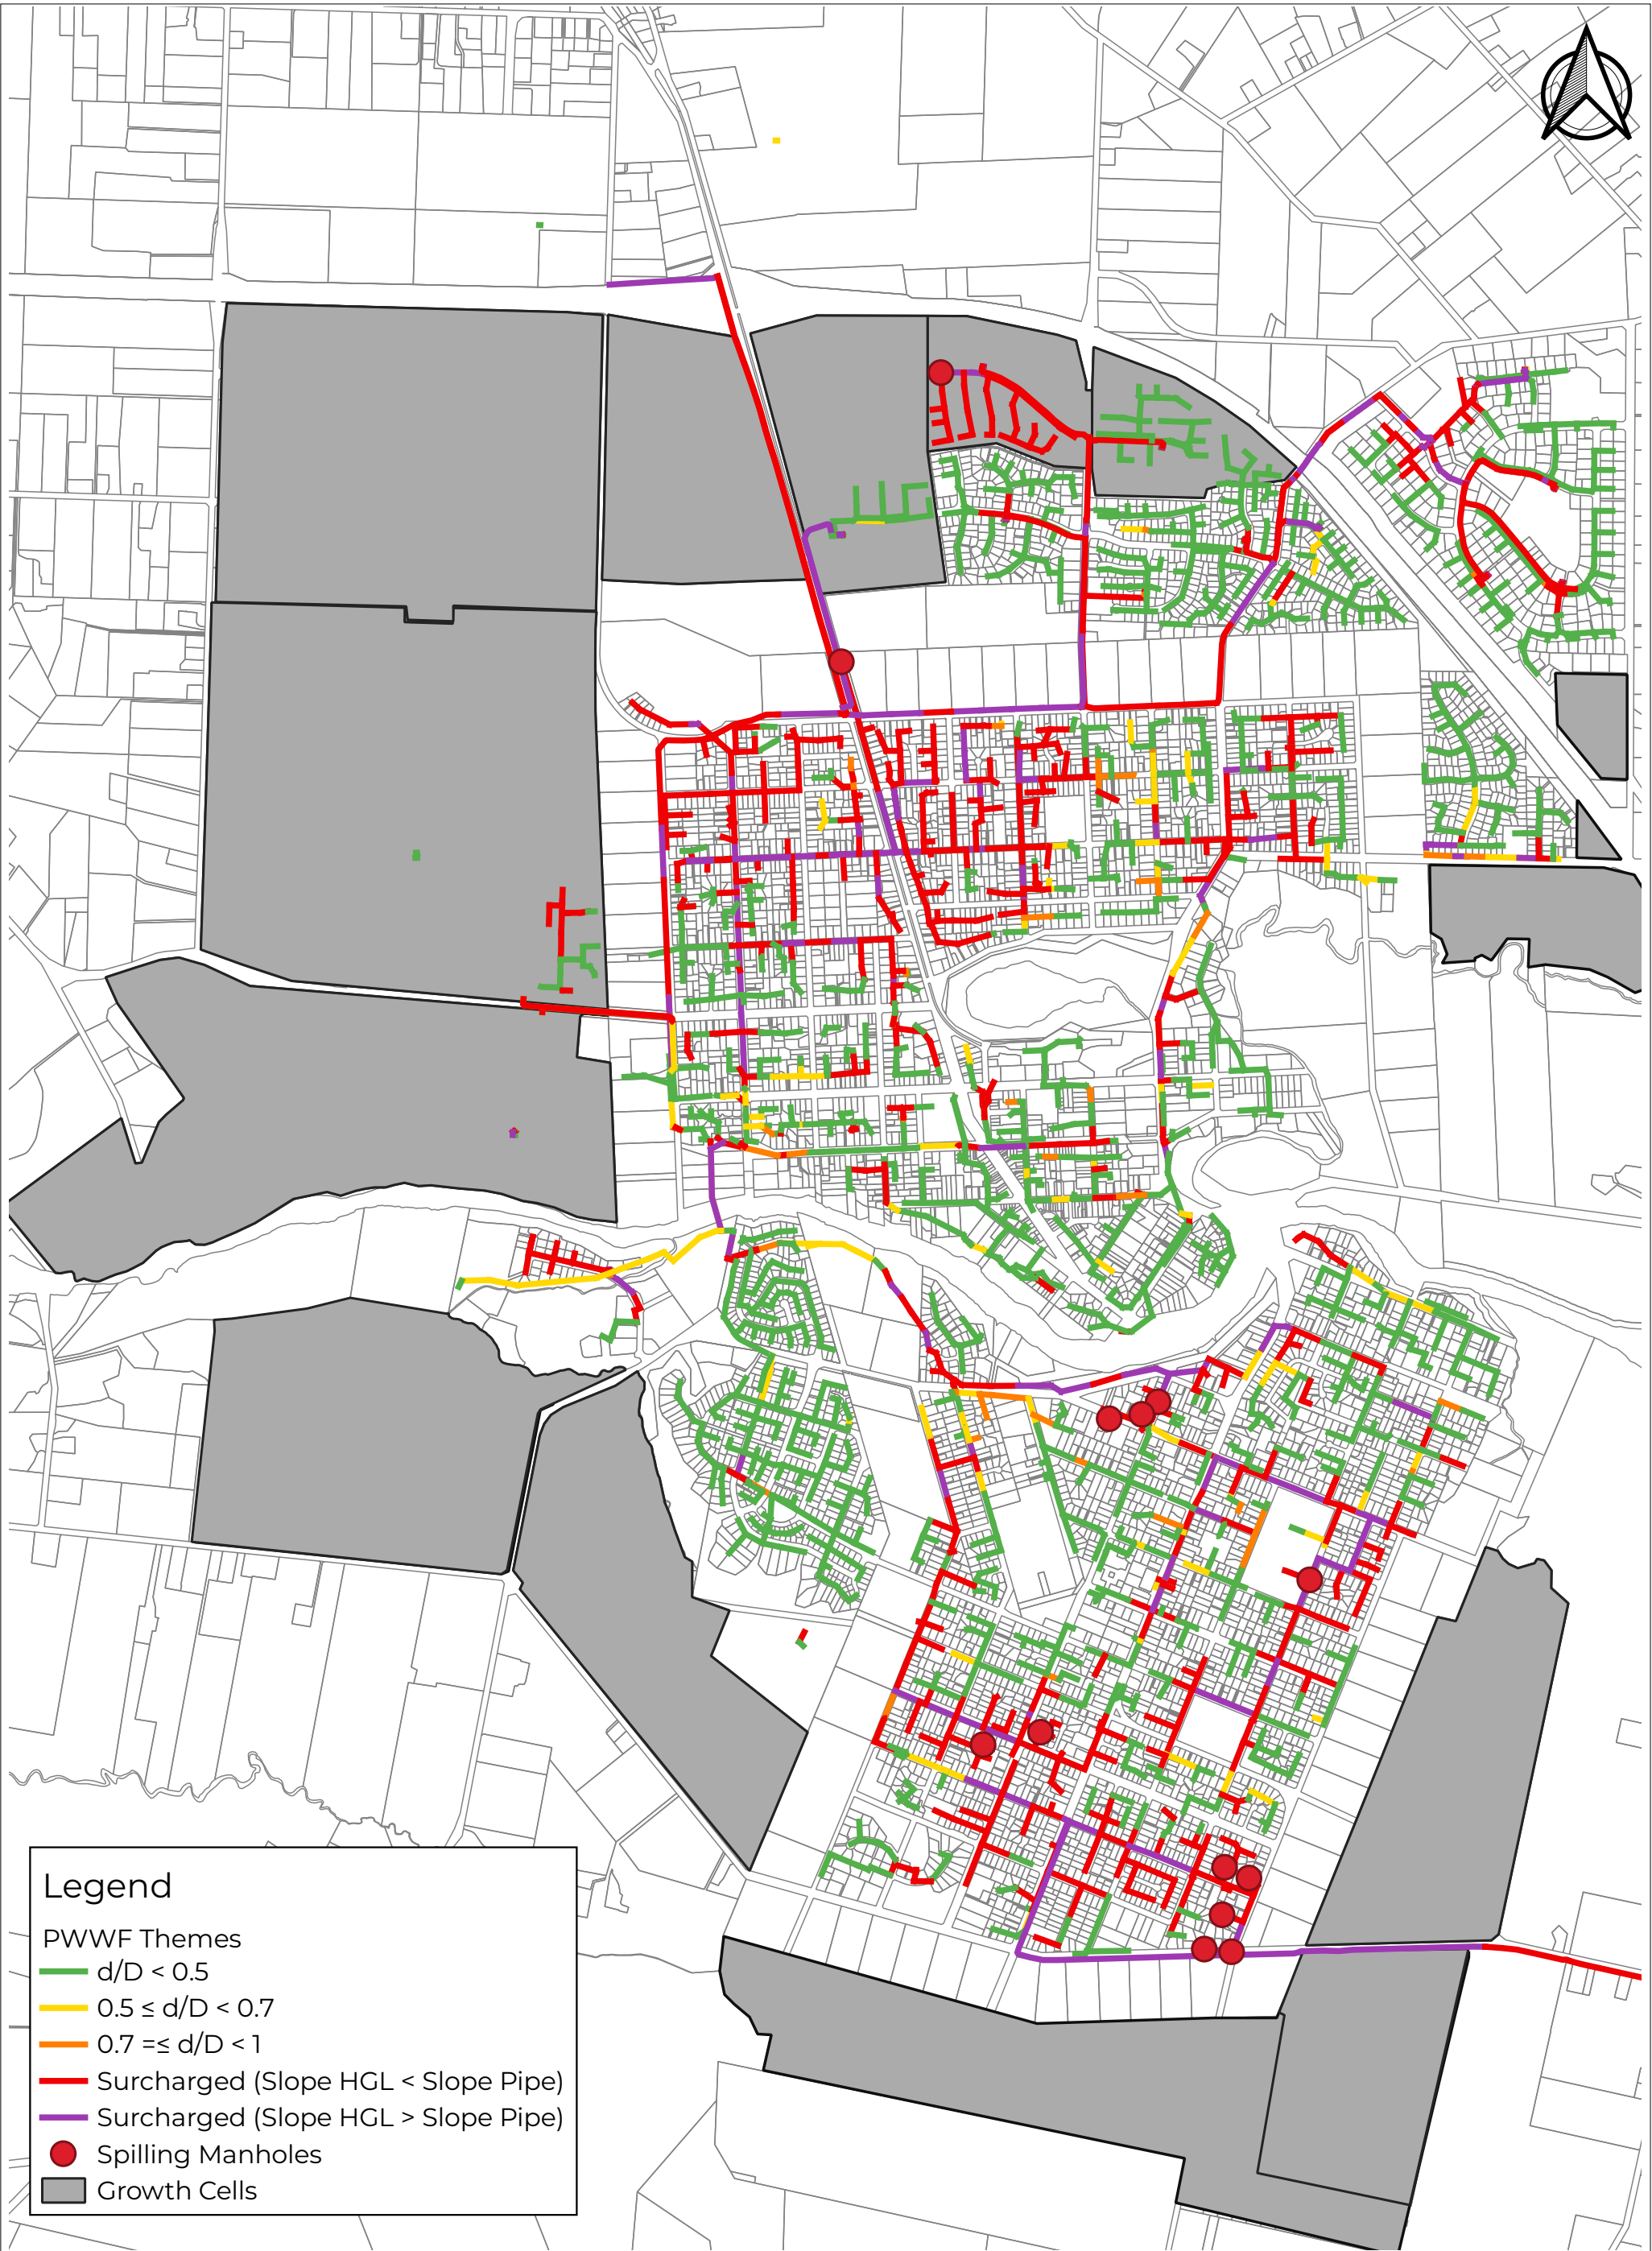 Legend
PWWF Themes
d/D < 0.5
0.5 ≤ d/D < 0.7
0.7 =≤ d/D < 1
Surcharged (Slope HGL < Slope Pipe)
Surcharged (Slope HGL > Slope Pipe)
Spilling Manholes
Growth Cells